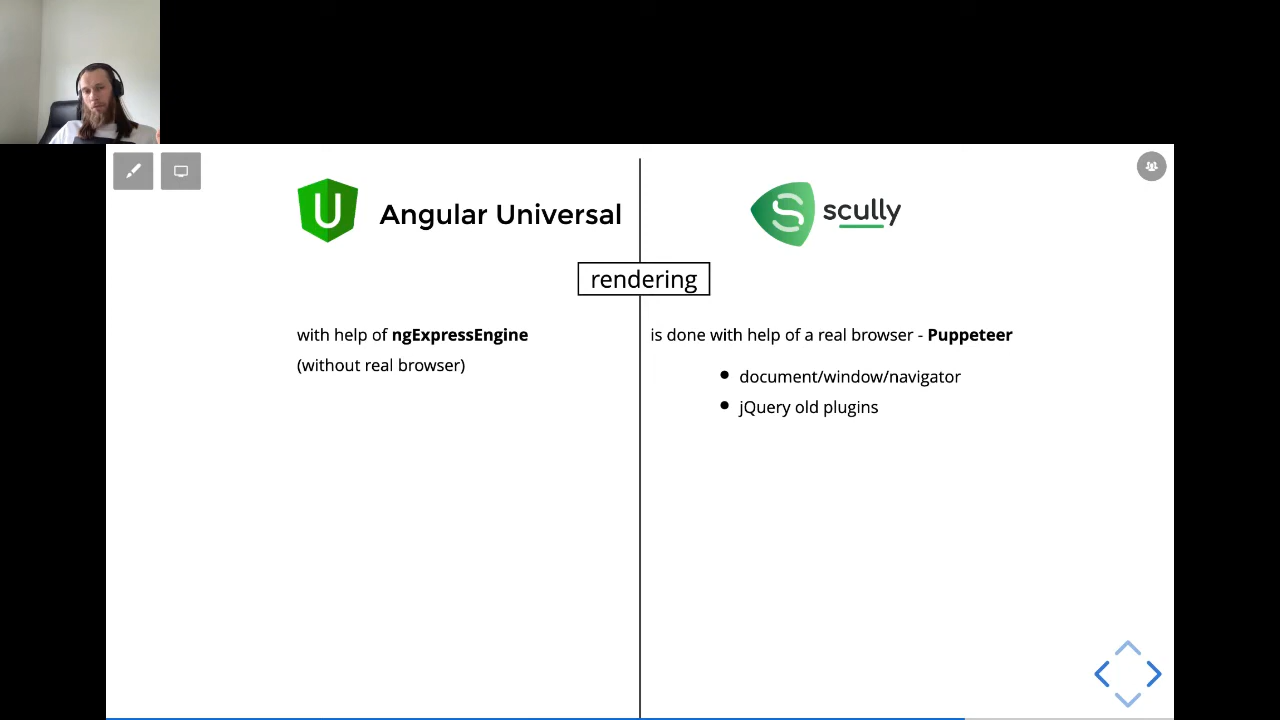 Angular Universal
scully
rendering
with help of ngExpressEngine
(without real browser)
is done with help of a real browser - Puppeteer
document/window/navigator
jQuery old plugins